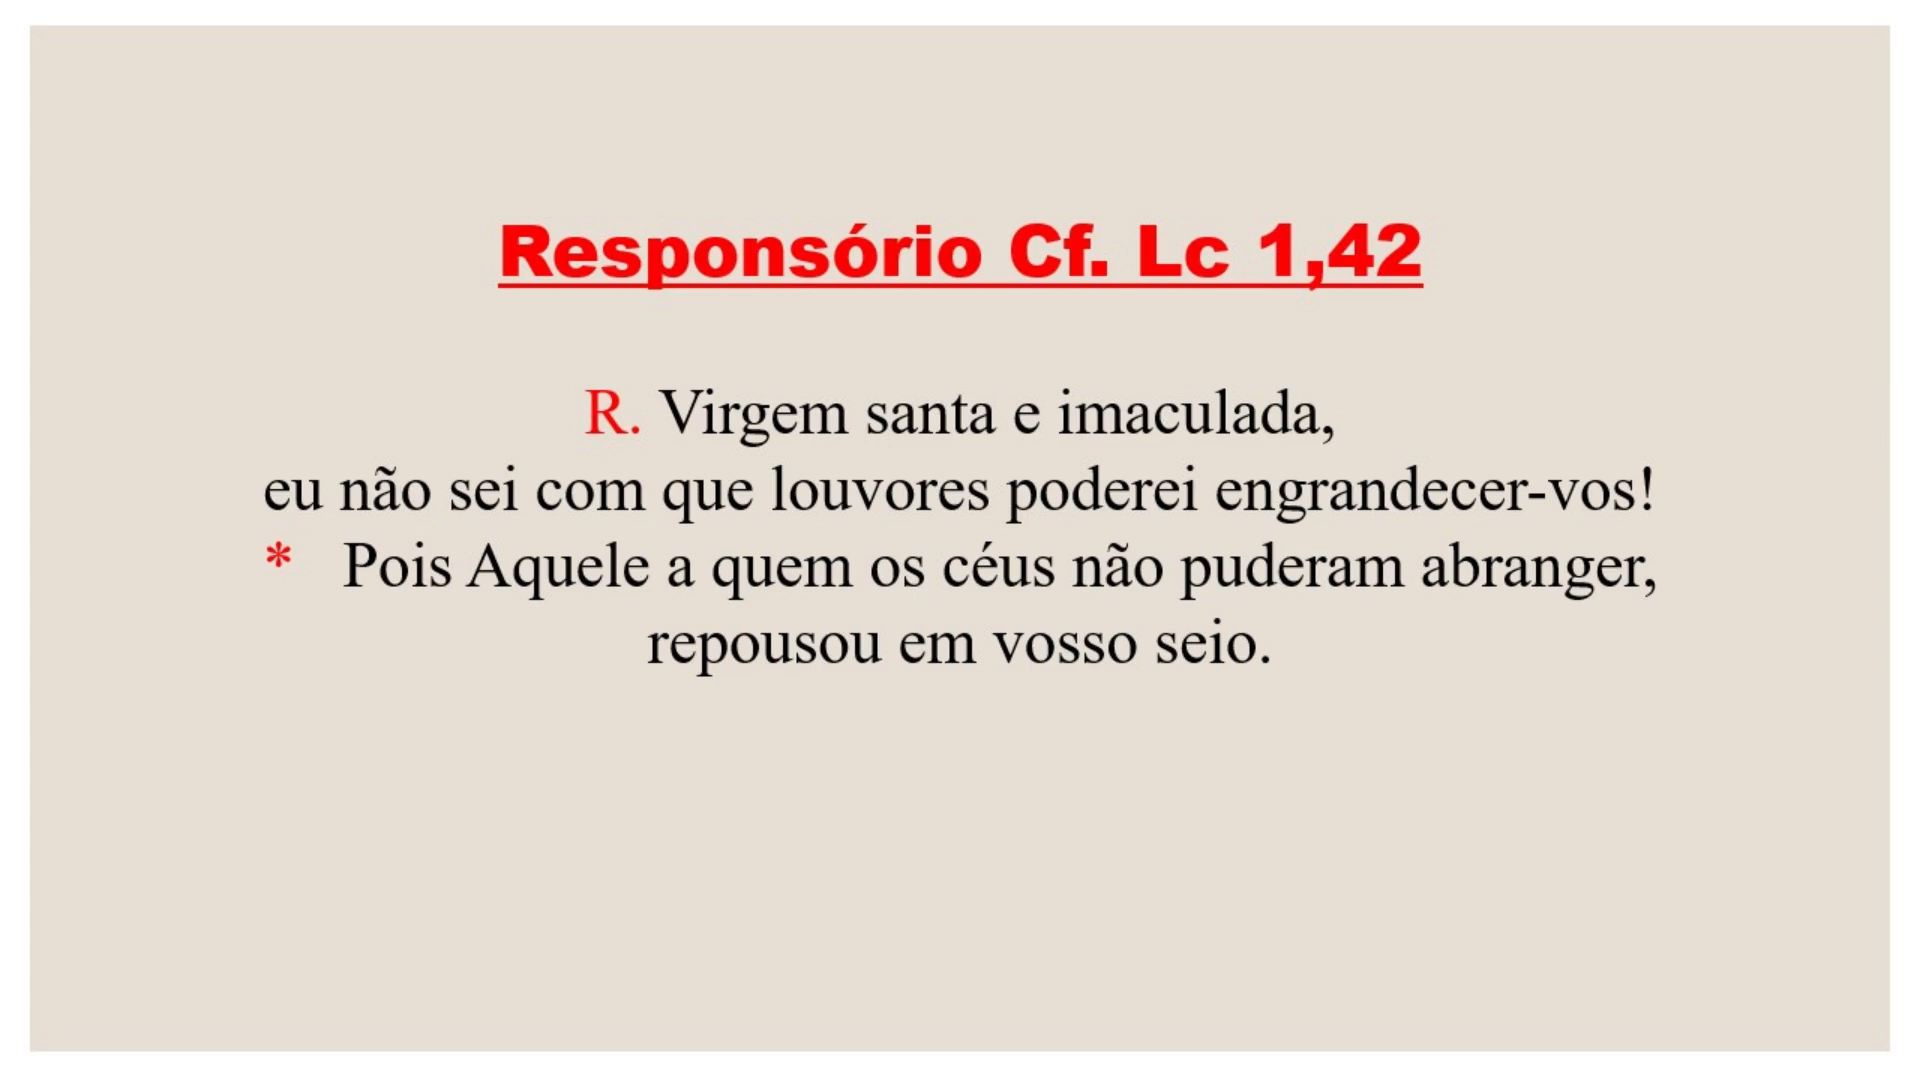 Responsório Cf. Lc 1,42
R. Virgem santa e imaculada,
eu não sei com que louvores poderei engrandecer-vos!
* Pois Aquele a quem os céus não puderam abranger,
repousou em vosso seio.